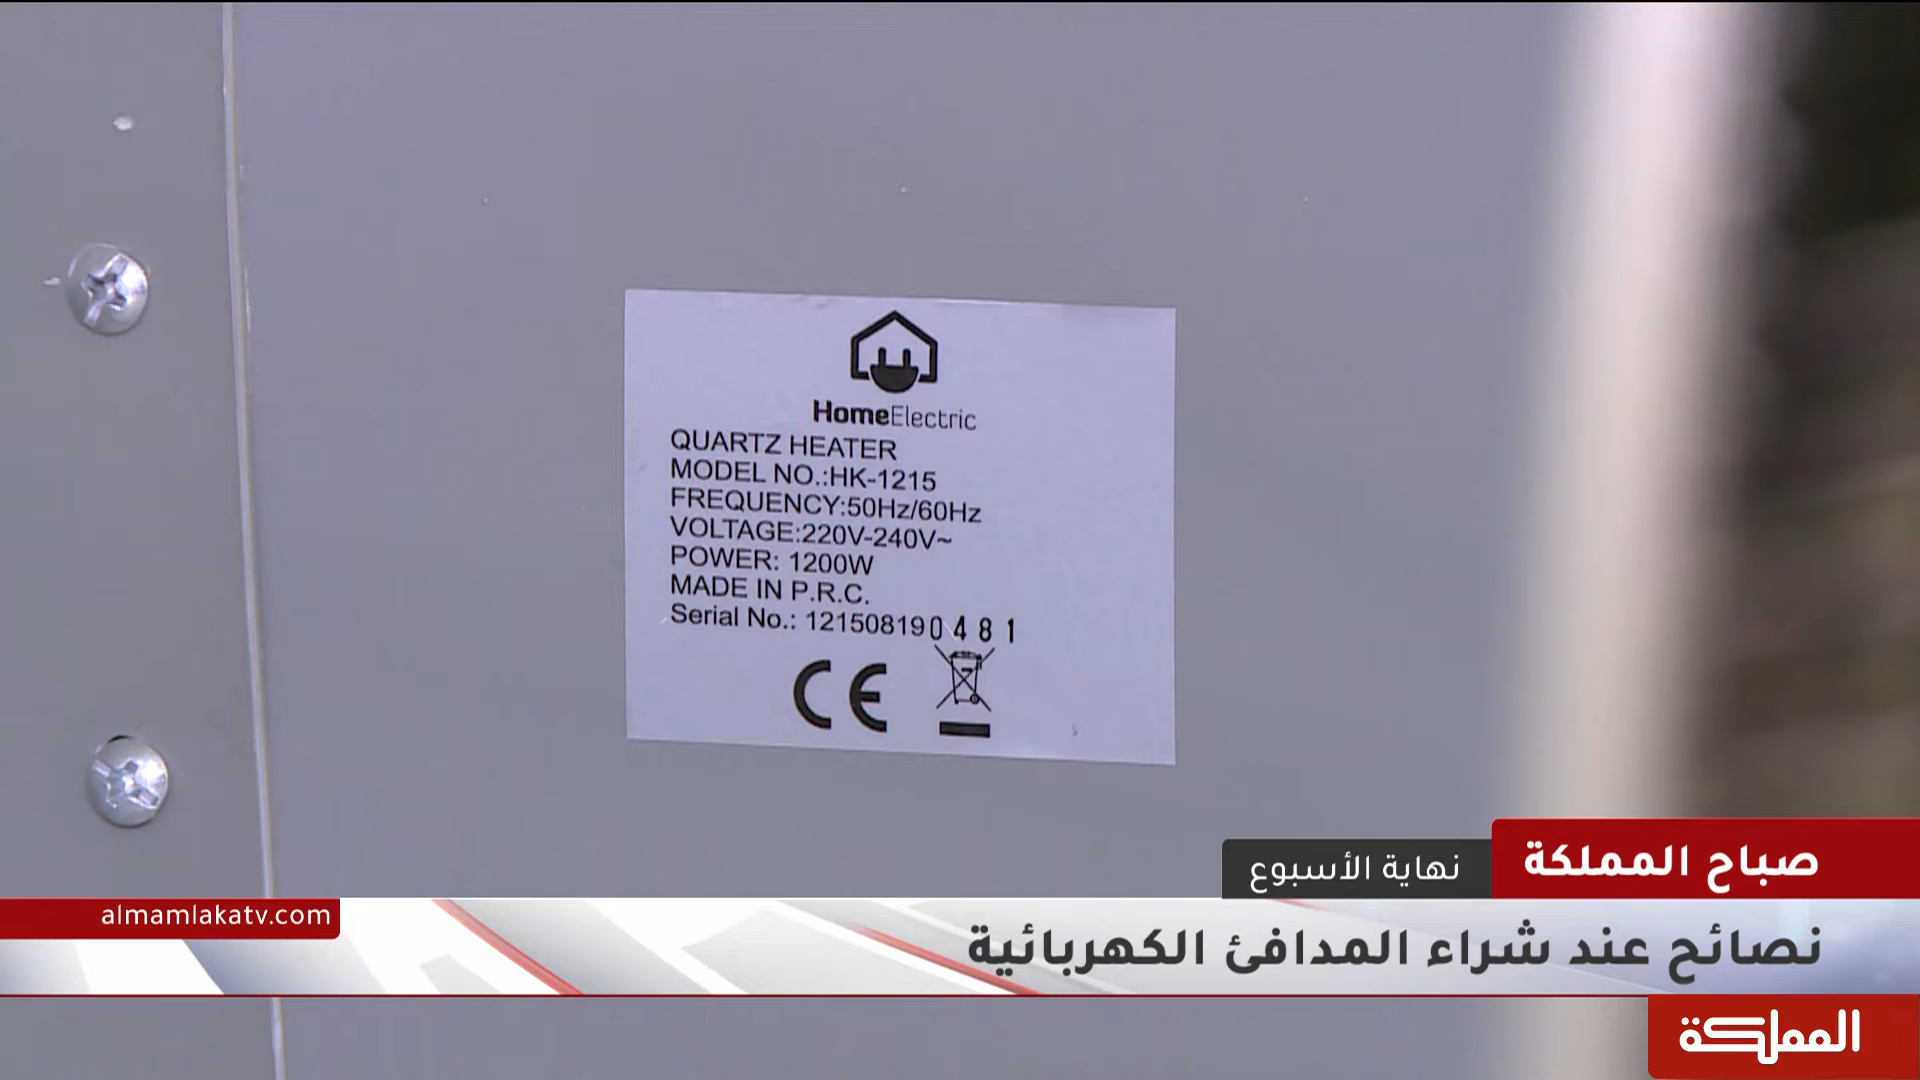 HomeElectric
QUARTZ HEATER
MODEL NO.:HK-1215
FREQUENCY:50Hz/60Hz
VOLTAGE:220V-240V~
POWER: 1200W
MADE IN P.R.C.
Serial No.: 121508190481
CE
صباح المملكة
نهاية الأسبوع
almamlakatv.com
نصائح عند شراء المدافئ الكهربائية
المملكة